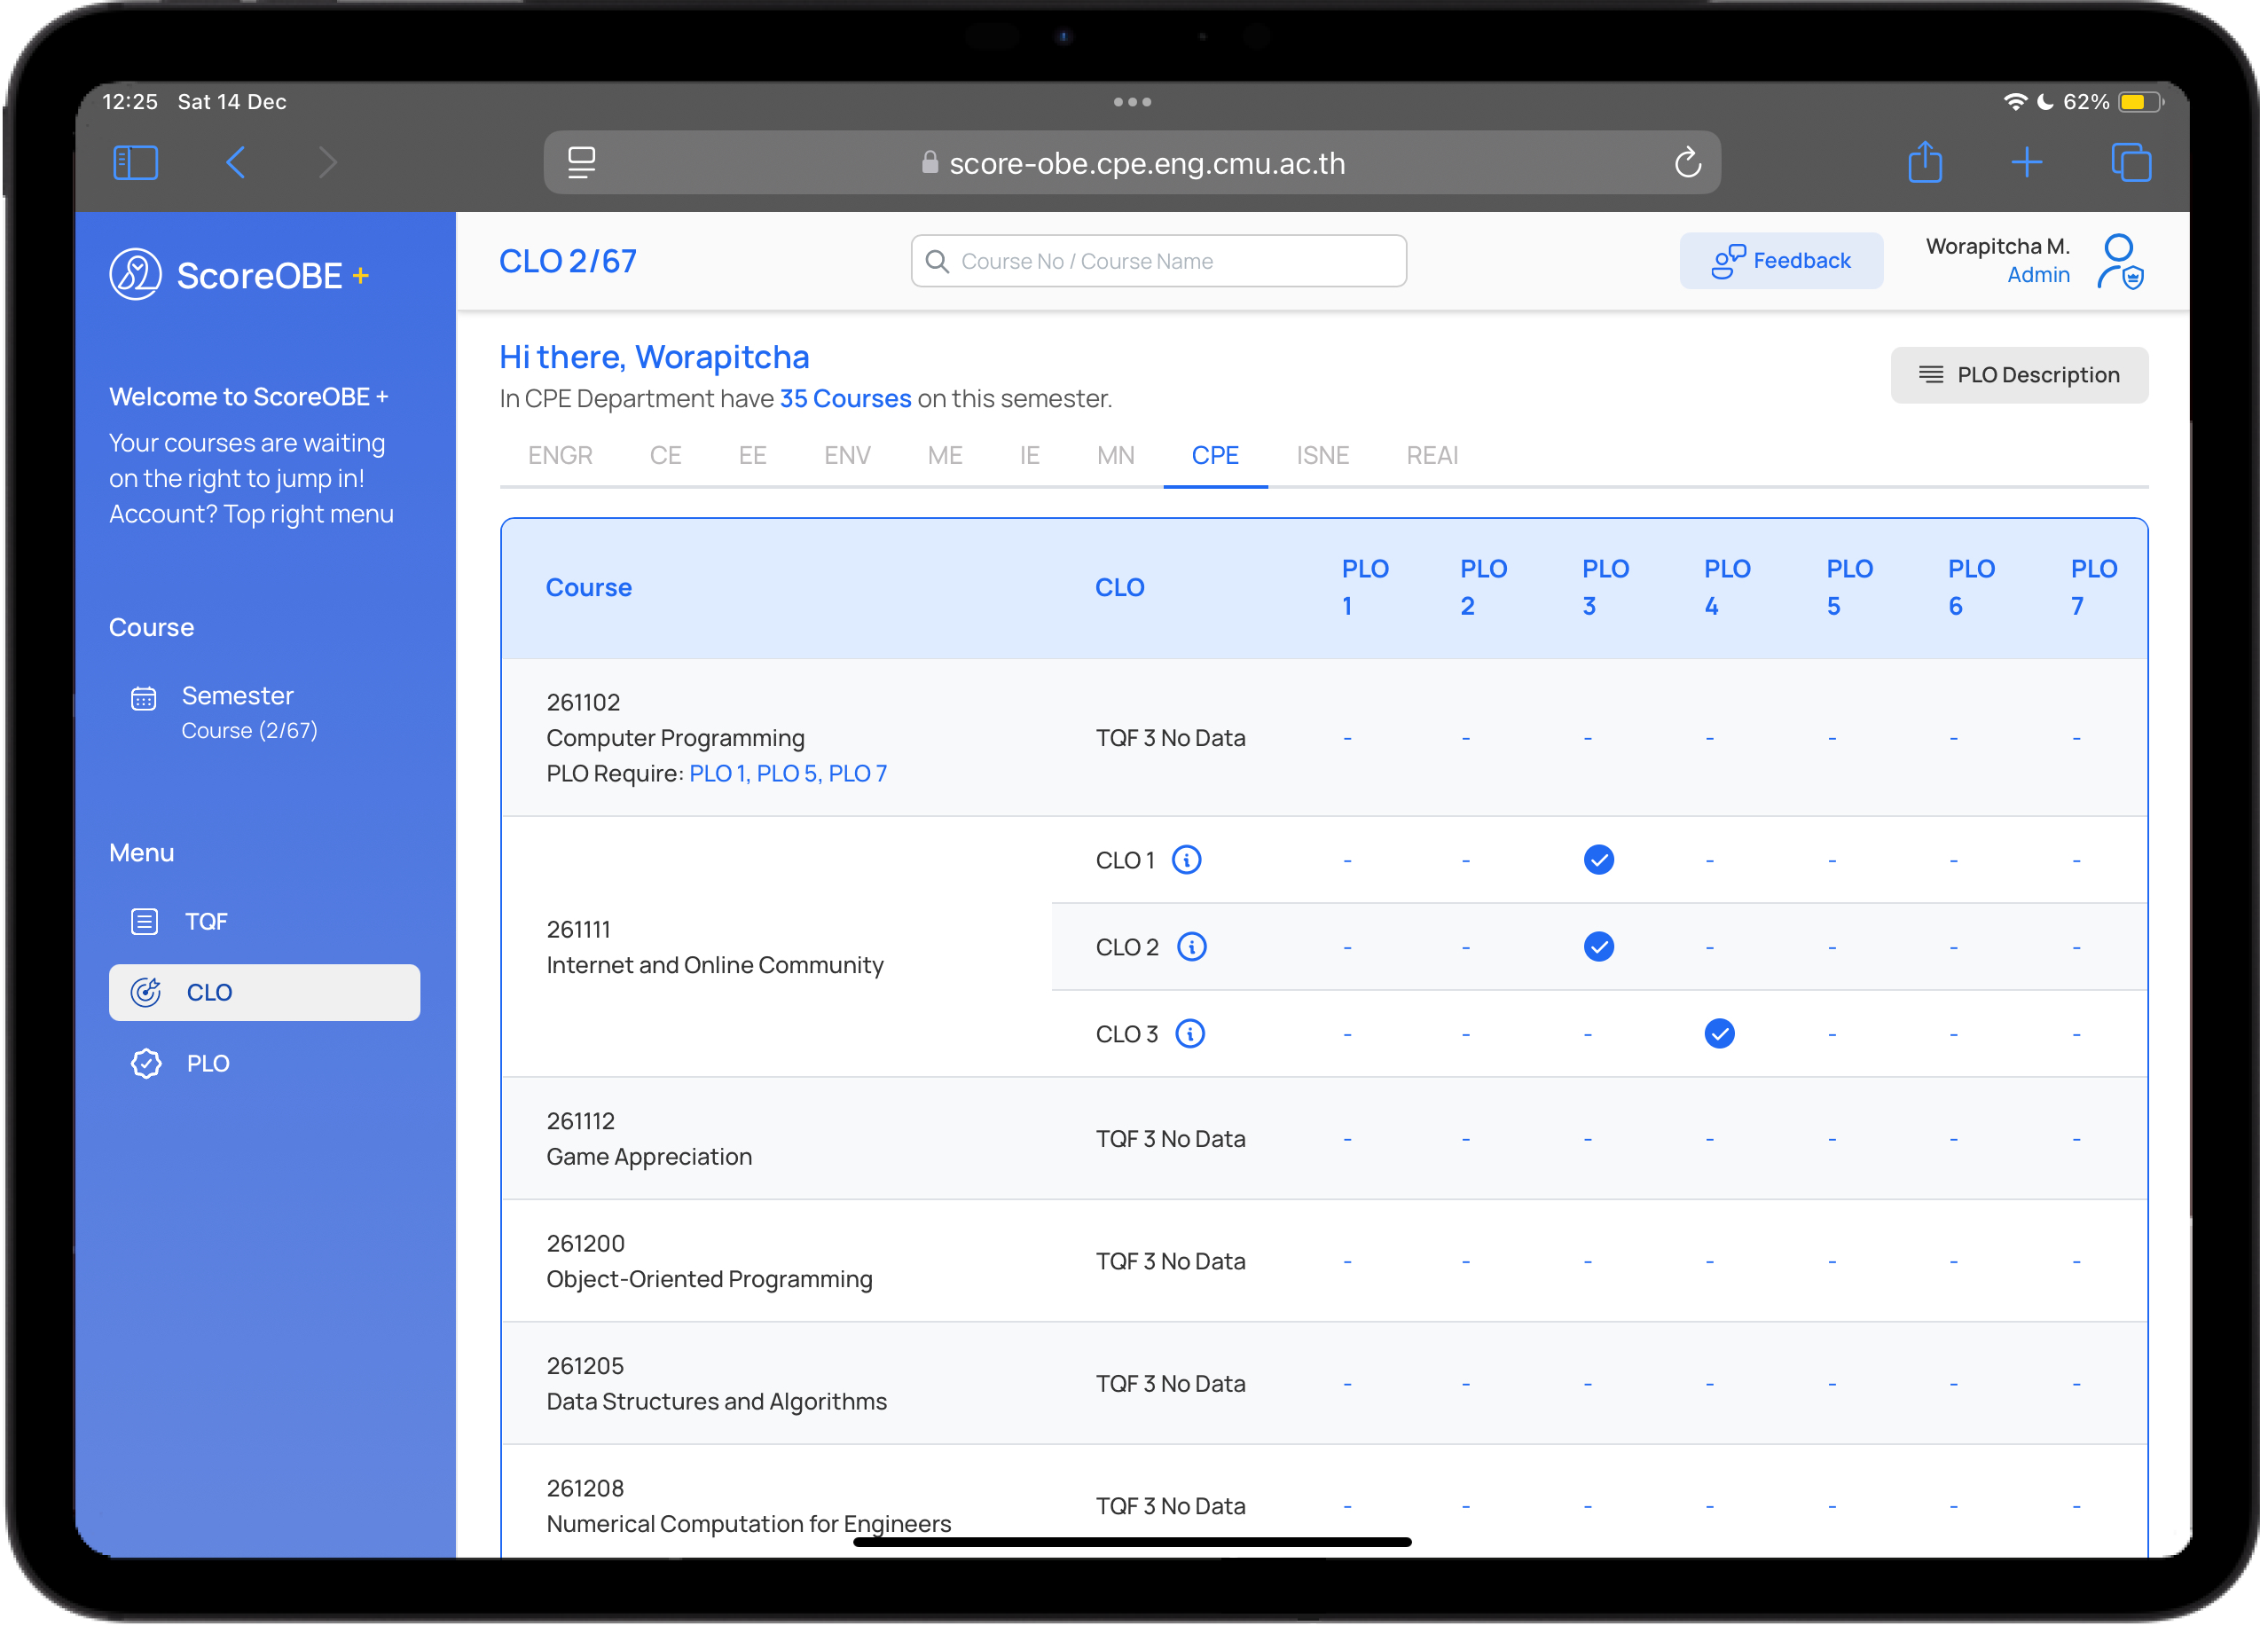 12:25 Sat 14 Dec
62%
score-obe.cpe.eng.cmu.ac.th
ScoreOBE +
CLO 2/67
Course No / Course Name
Feedback
Worapitcha M.
Admin
Welcome to ScoreOBE +
Your courses are waiting
on the right to jump in!
Account? Top right menu
Course
Semester
Course (2/67)
Menu
TQF
CLO
PLO
Hi there, Worapitcha
In CPE Department have 35 Courses on this semester.
PLO Description
ENGR CE EE ENV ME IE MN CPE ISNE REAI
Course CLO PLO 1 PLO 2 PLO 3 PLO 4 PLO 5 PLO 6 PLO 7
261102
Computer Programming
PLO Require: PLO 1, PLO 5, PLO 7
TQF 3 No Data - - - - - - -
261111
Internet and Online Community
CLO 1 - - - - - -
CLO 2 - - - - - -
CLO 3 - - - - - -
261112
Game Appreciation
TQF 3 No Data - - - - - - -
261200
Object-Oriented Programming
TQF 3 No Data - - - - - - -
261205
Data Structures and Algorithms
TQF 3 No Data - - - - - - -
261208
Numerical Computation for Engineers
TQF 3 No Data - - - - - - -